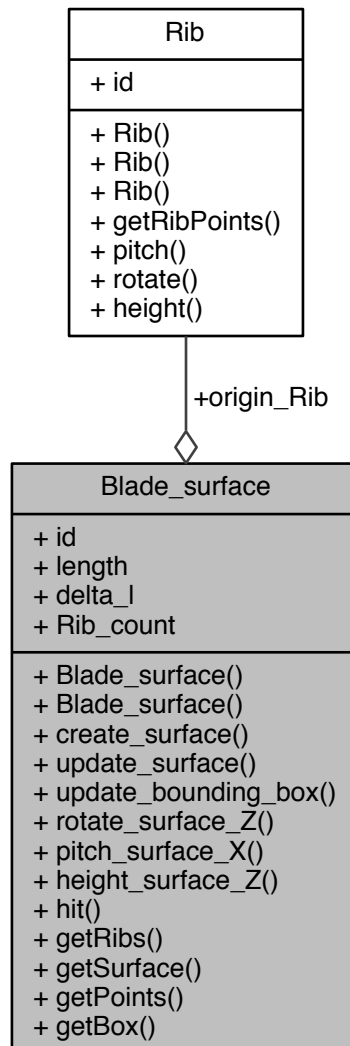 Rib
+ id
+ Rib()
+ Rib()
+ Rib()
+ getRibPoints()
+ pitch()
+ rotate()
+ height()
+origin_Rib
Blade_surface
+ id
+ length
+ delta_l
+ Rib_count
+ Blade_surface()
+ Blade_surface()
+ create_surface()
+ update_surface()
+ update_bounding_box()
+ rotate_surface_Z()
+ pitch_surface_X()
+ height_surface_Z()
+ hit()
+ getRibs()
+ getSurface()
+ getPoints()
+ getBox()